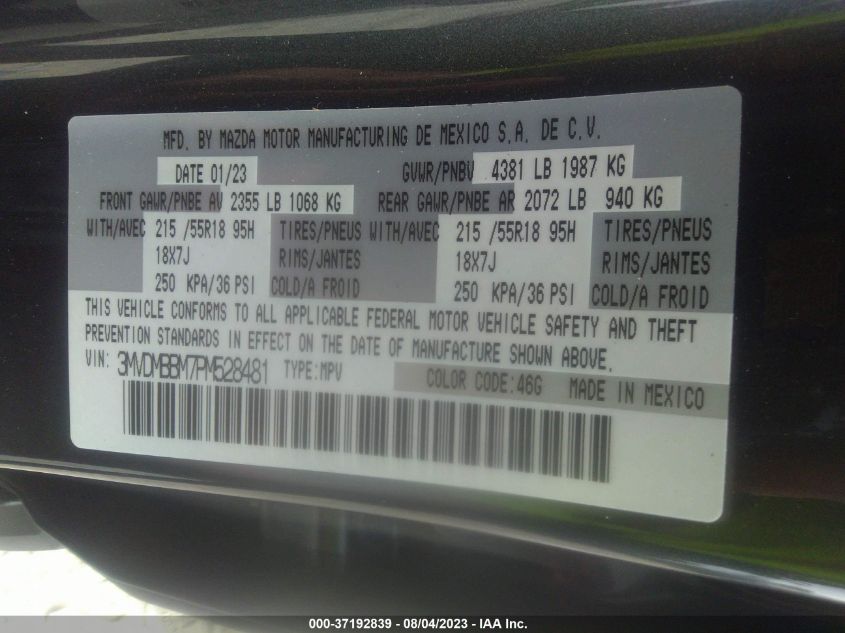 MFD. BY MAZDA MOTOR MANUFACTURING DE MEXICO S.A. DE C.V.
DATE 01/23 GVWR/PNBV 4381 LB 1987 KG
FRONT GAWR/PNBE AV 2355 LB 1068 KG REAR GAWR/PNBE AR 2072 LB 940 KG
WITH/AVEC 215 /55R18 95H TIRES/PNEUS WITH/AVEC 215 /55R18 95H TIRES/PNEUS
18X7J RIMS/JANTES 18X7J RIMS/JANTES
250 KPA/36 PSI COLD/A FROID 250 KPA/36 PSI COLD/A FROID
THIS VEHICLE CONFORMS TO ALL APPLICABLE FEDERAL MOTOR VEHICLE SAFETY AND THEFT
PREVENTION STANDARDS IN EFFECT ON THE DATE OF MANUFACTURE SHOWN ABOVE.
VIN: 3MVDMBBM7PM528481 TYPE:MPV COLOR CODE:46G MADE IN MEXICO
000-37192839 - 08/04/2023 - IAA Inc.